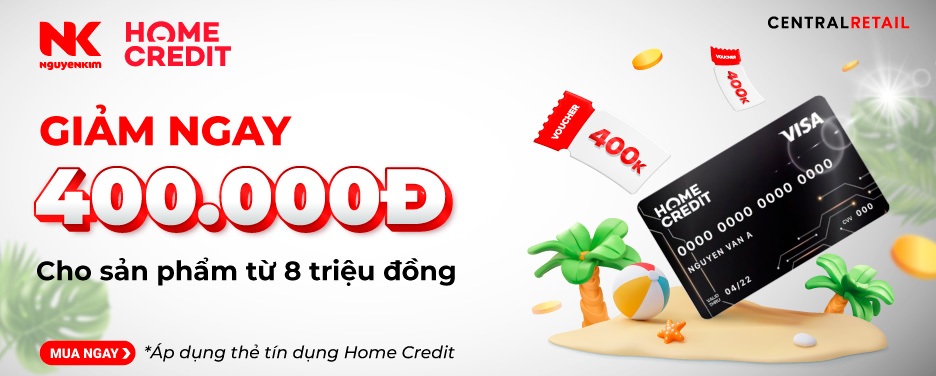 NK
NGUYENKIM
HOME
CREDIT
CENTRALRETAIL
GIẢM NGAY
400.000Đ
Cho sản phẩm từ 8 triệu đồng
MUA NGAY
*Áp dụng thẻ tín dụng Home Credit
VOUCHER
400K
VOUCHER
400K
VISA
HOME
CREDIT
0000 0000 0000 0000
CVV 000
NGUYEN VAN A
VALID
THRU 04/22